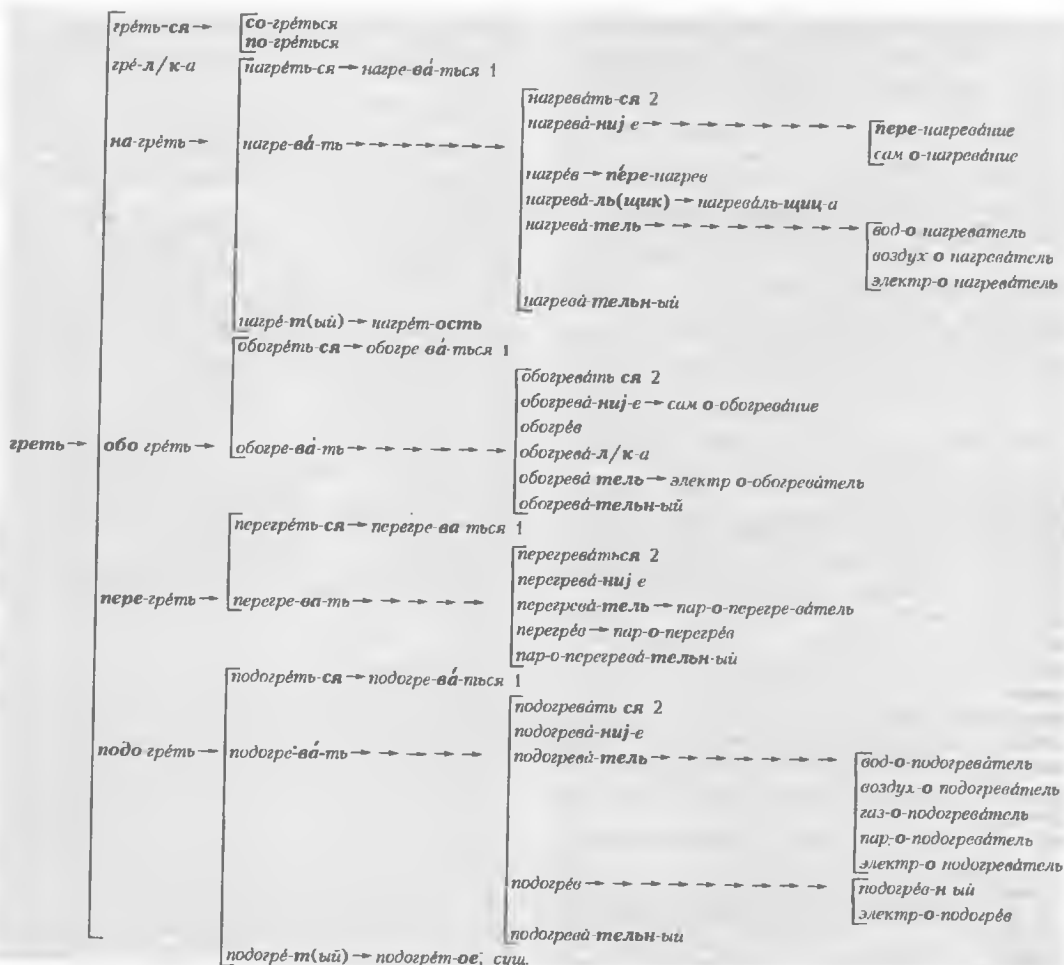 гре́ть-ся → со-гре́ться
по-гре́ться
гре́-л/к-а
нагре́ть-ся → нагре-ва́-ться 1
нагрева́ть-ся 2
на-гре́ть → нагре-ва́-ть → нагрева́-ниj е → пере-нагрева́ние
сам о-нагрева́ние
нагре́в → пе́ре-нагрев
нагрева́-ль(щик) → нагрева́ль-щиц-а
нагрева́-тель → вод-о нагрева́тель
воздух о нагрева́тель
электр-о нагрева́тель
нагрева́-тельн-ый
нагре́-т(ый) → нагре́т-ость
обогре́ть-ся → обогре ва́-ться 1
обогрева́ть ся 2
обогрева́-ниj-е → сам о-обогрева́ние
обогре́в
греть → обо гре́ть → обогре-ва́-ть → обогрева́-л/к-а
обогрева́ тель → электр о-обогрева́тель
обогрева́-тельн-ый
перегре́ть-ся → перегре-ва ться 1
перегрева́ться 2
перегрева́-ниj е
пере-гре́ть → перегре-ва-ть → перегрева́-тель → пар-о-перегре-ва́тель
перегре́в → пар-о-перегре́в
пар-о-перегрева́-тельн-ый
подогре́ть-ся → подогре-ва́-ться 1
подогрева́ть ся 2
подогрева́-ниj-е
подо гре́ть → подогре-ва́-ть → подогрева́-тель → вод-о-подогрева́тель
воздух-о подогрева́тель
газ-о-подогрева́тель
пар-о-подогрева́тель
электр-о подогрева́тель
подогре́в → подогре́в-н ый
электр-о-подогре́в
подогрева́-тельн-ый
подогре́-т(ый) → подогре́т-ое, сущ.